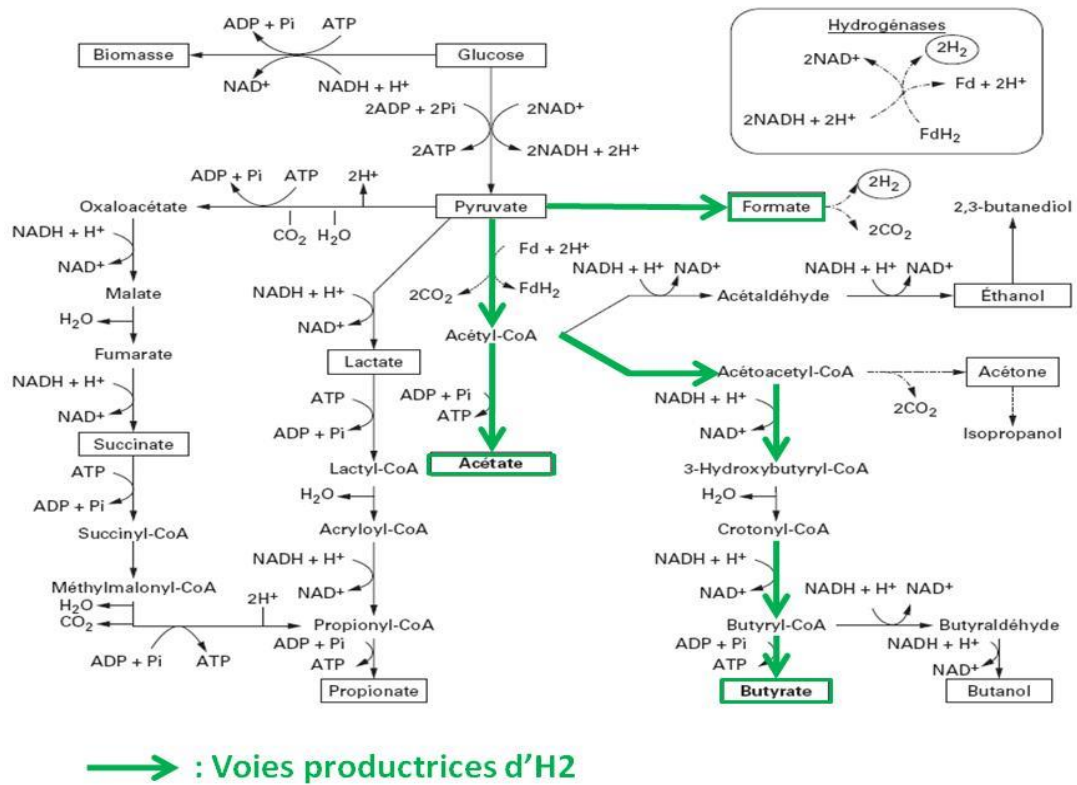 ADP + Pi ATP
Biomasse
Glucose
NAD⁺ NADH + H⁺
Hydrogénases
2H₂
2NAD⁺
Fd + 2H⁺
2NADH + 2H⁺
FdH₂
2ADP + 2Pi 2NAD⁺
2ATP 2NADH + 2H⁺
ADP + Pi ATP 2H⁺
Oxaloacétate
CO₂ H₂O
Pyruvate
Formate
2H₂
2CO₂
2,3-butanediol
NADH + H⁺
NAD⁺
Malate
H₂O
Fumarate
NADH + H⁺
NAD⁺
Succinate
ATP
ADP + Pi
Succinyl-CoA
Méthylmalonyl-CoA
H₂O
CO₂
2H⁺
ADP + Pi ATP
NADH + H⁺
NAD⁺
Lactate
ATP
ADP + Pi
Lactyl-CoA
H₂O
Acryloyl-CoA
NADH + H⁺
NAD⁺
Propionyl-CoA
ADP + Pi
ATP
Propionate
Fd + 2H⁺
2CO₂ FdH₂
Acétyl-CoA
ADP + Pi
ATP
Acétate
NADH + H⁺ NAD⁺
Acétaldéhyde
NADH + H⁺ NAD⁺
Éthanol
Acétoacetyl-CoA
2CO₂
Acétone
Isopropanol
NADH + H⁺
NAD⁺
3-Hydroxybutyryl-CoA
H₂O
Crotonyl-CoA
NADH + H⁺
NAD⁺
NADH + H⁺ NAD⁺
Butyryl-CoA
Butyraldéhyde
ADP + Pi
ATP
NADH + H⁺
NAD⁺
Butyrate
Butanol
: Voies productrices d’H2